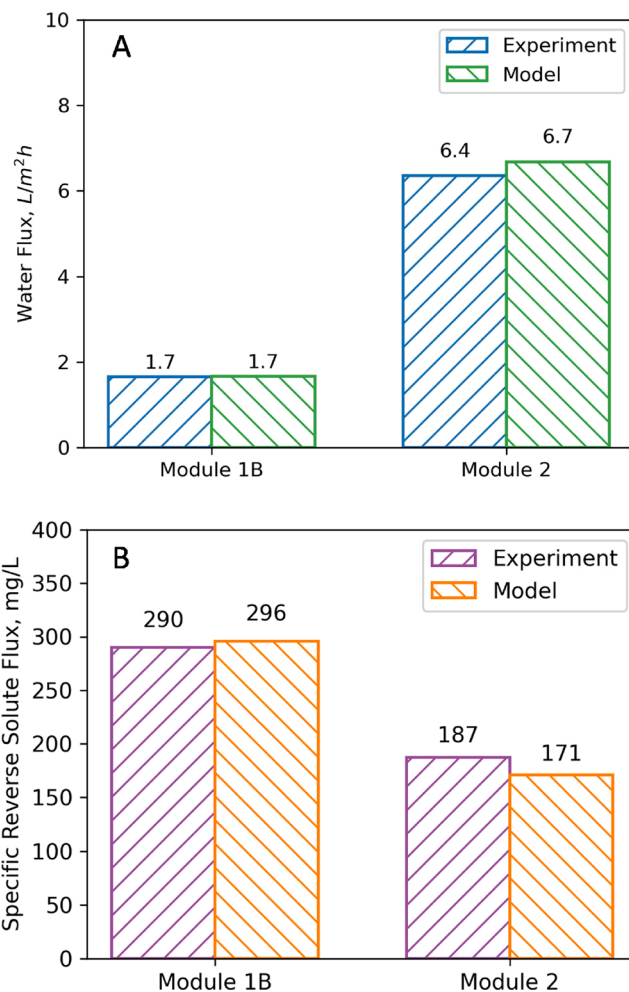 A
Experiment
Model
10
8
6
4
2
0
Water Flux, L/m²h
1.7
1.7
6.4
6.7
Module 1B
Module 2
B
Experiment
Model
400
350
300
250
200
150
100
50
0
Specific Reverse Solute Flux, mg/L
290
296
187
171
Module 1B
Module 2